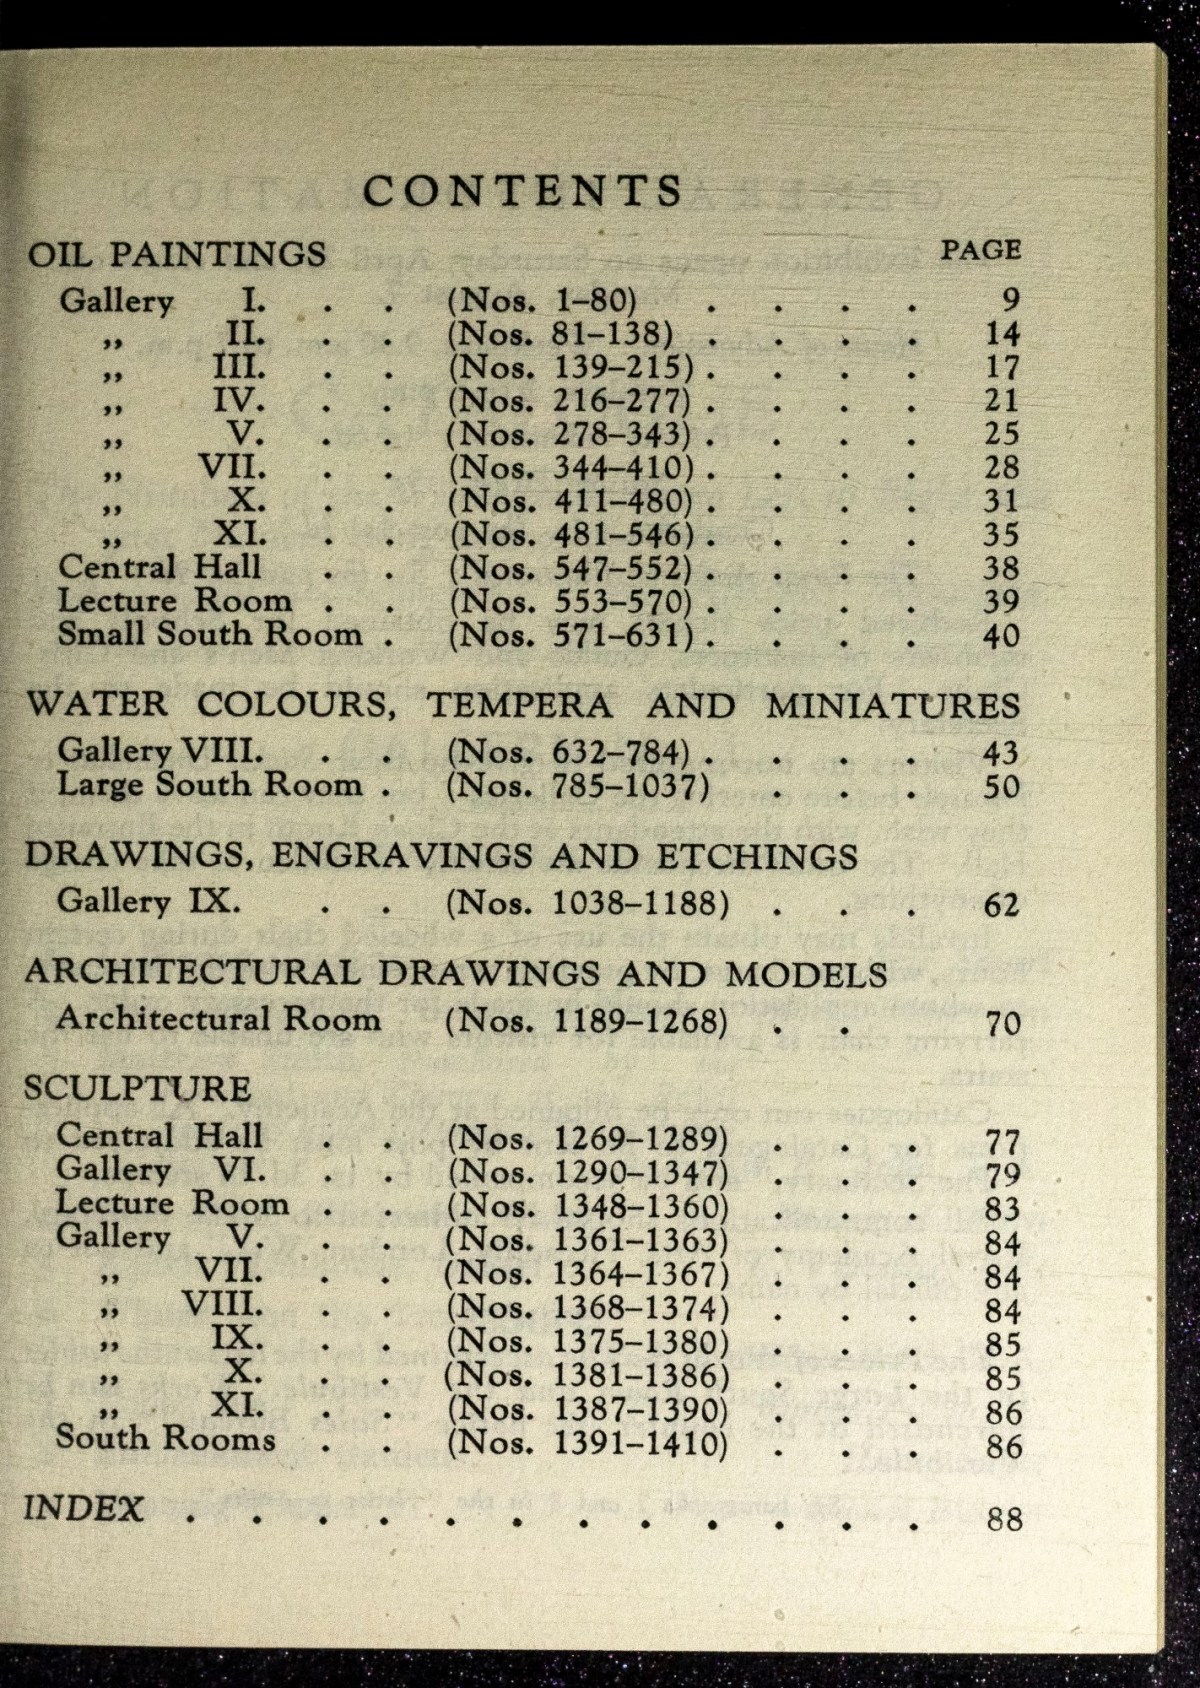 CONTENTS
OIL PAINTINGS PAGE
Gallery I. . . (Nos. 1–80) . . . . 9
„ II. . . (Nos. 81–138) . . . . 14
„ III. . . (Nos. 139–215) . . . . 17
„ IV. . . (Nos. 216–277) . . . . 21
„ V. . . (Nos. 278–343) . . . . 25
„ VII. . . (Nos. 344–410) . . . . 28
„ X. . . (Nos. 411–480) . . . . 31
„ XI. . . (Nos. 481–546) . . . . 35
Central Hall . . (Nos. 547–552) . . . . 38
Lecture Room . . (Nos. 553–570) . . . . 39
Small South Room . (Nos. 571–631) . . . . 40
WATER COLOURS, TEMPERA AND MINIATURES
Gallery VIII. . . (Nos. 632–784) . . . . 43
Large South Room . (Nos. 785–1037) . . . 50
DRAWINGS, ENGRAVINGS AND ETCHINGS
Gallery IX. . . (Nos. 1038–1188) . . . 62
ARCHITECTURAL DRAWINGS AND MODELS
Architectural Room (Nos. 1189–1268) . . 70
SCULPTURE
Central Hall . . (Nos. 1269–1289) . . . 77
Gallery VI. . . (Nos. 1290–1347) . . . 79
Lecture Room . . (Nos. 1348–1360) . . . 83
Gallery V. . . (Nos. 1361–1363) . . . 84
„ VII. . . (Nos. 1364–1367) . . . 84
„ VIII. . . (Nos. 1368–1374) . . . 84
„ IX. . . (Nos. 1375–1380) . . . 85
„ X. . . (Nos. 1381–1386) . . . 85
„ XI. . . (Nos. 1387–1390) . . . 86
South Rooms . . (Nos. 1391–1410) . . . 86
INDEX . . . . . . . . . . . . 88